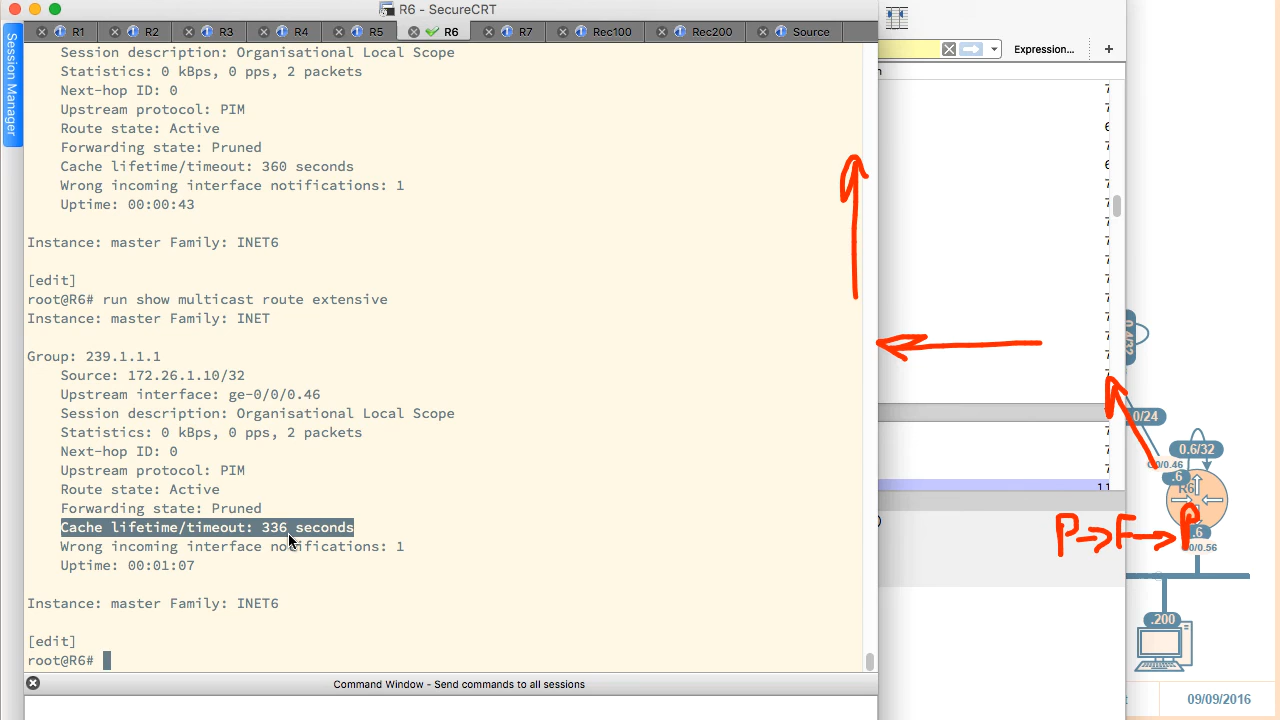 R6 - SecureCRT
R1
R2
R3
R4
R5
R6
R7
Rec100
Rec200
Source
Session Manager
Expression...
+
Session description: Organisational Local Scope
Statistics: 0 kBps, 0 pps, 2 packets
Next-hop ID: 0
Upstream protocol: PIM
Route state: Active
Forwarding state: Pruned
Cache lifetime/timeout: 360 seconds
Wrong incoming interface notifications: 1
Uptime: 00:00:43
Instance: master Family: INET6
[edit]
root@R6# run show multicast route extensive
Instance: master Family: INET
Group: 239.1.1.1
Source: 172.26.1.10/32
Upstream interface: ge-0/0/0.46
Session description: Organisational Local Scope
Statistics: 0 kBps, 0 pps, 2 packets
Next-hop ID: 0
Upstream protocol: PIM
Route state: Active
Forwarding state: Pruned
Cache lifetime/timeout: 336 seconds
Wrong incoming interface notifications: 1
Uptime: 00:01:07
Instance: master Family: INET6
[edit]
root@R6#
Command Window - Send commands to all sessions
0/24
0.6/32
.6
R6
P→F→P
.6
.200
09/09/2016